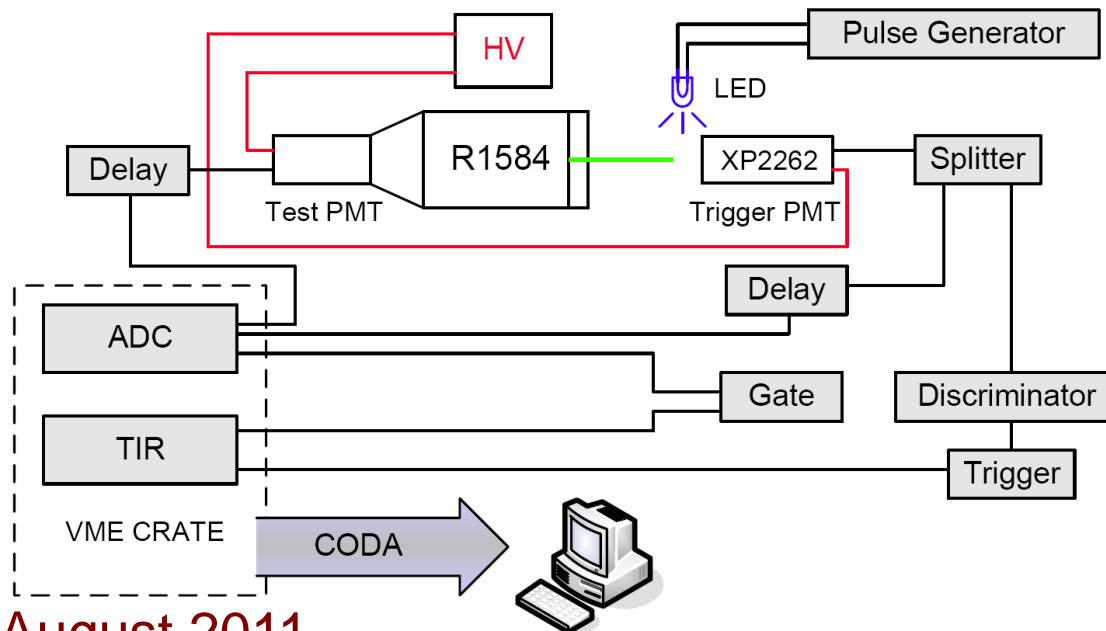 HV
Pulse Generator
LED
Delay
R1584
XP2262
Splitter
Test PMT
Trigger PMT
Delay
ADC
Gate
Discriminator
TIR
Trigger
VME CRATE
CODA
August 2011